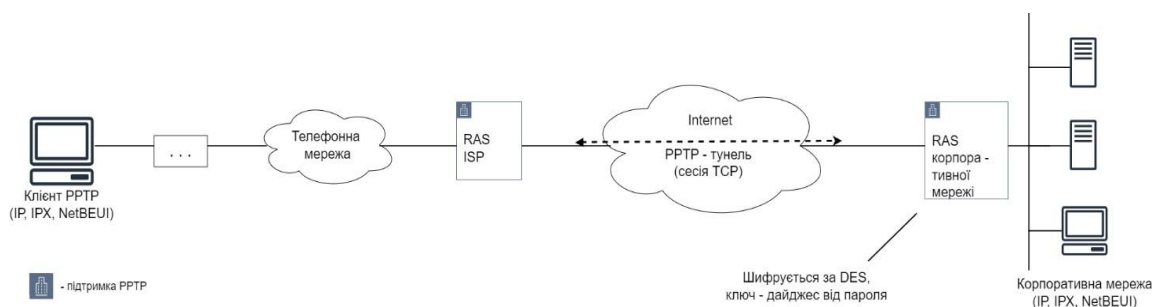 Клієнт PPTP
(IP, IPX, NetBEUI)
. . .
Телефонна
мережа
RAS
ISP
Internet
PPTP - тунель
(сесія TCP)
RAS
корпора -
тивної
мережі
Шифрується за DES,
ключ - дайджес від пароля
Корпоративна мережа
(IP, IPX, NetBEUI)
- підтримка PPTP